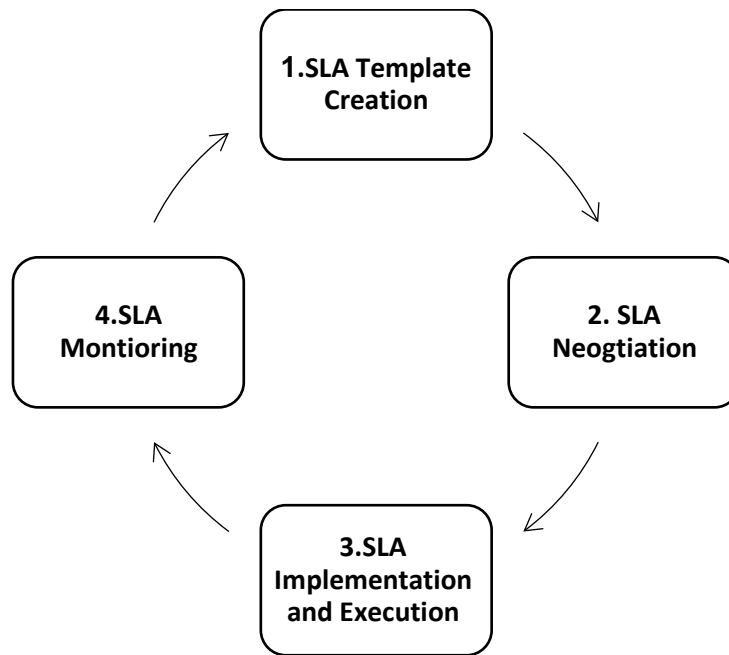 1.SLA Template
Creation
2. SLA
Neogtiation
3.SLA
Implementation
and Execution
4.SLA
Montioring